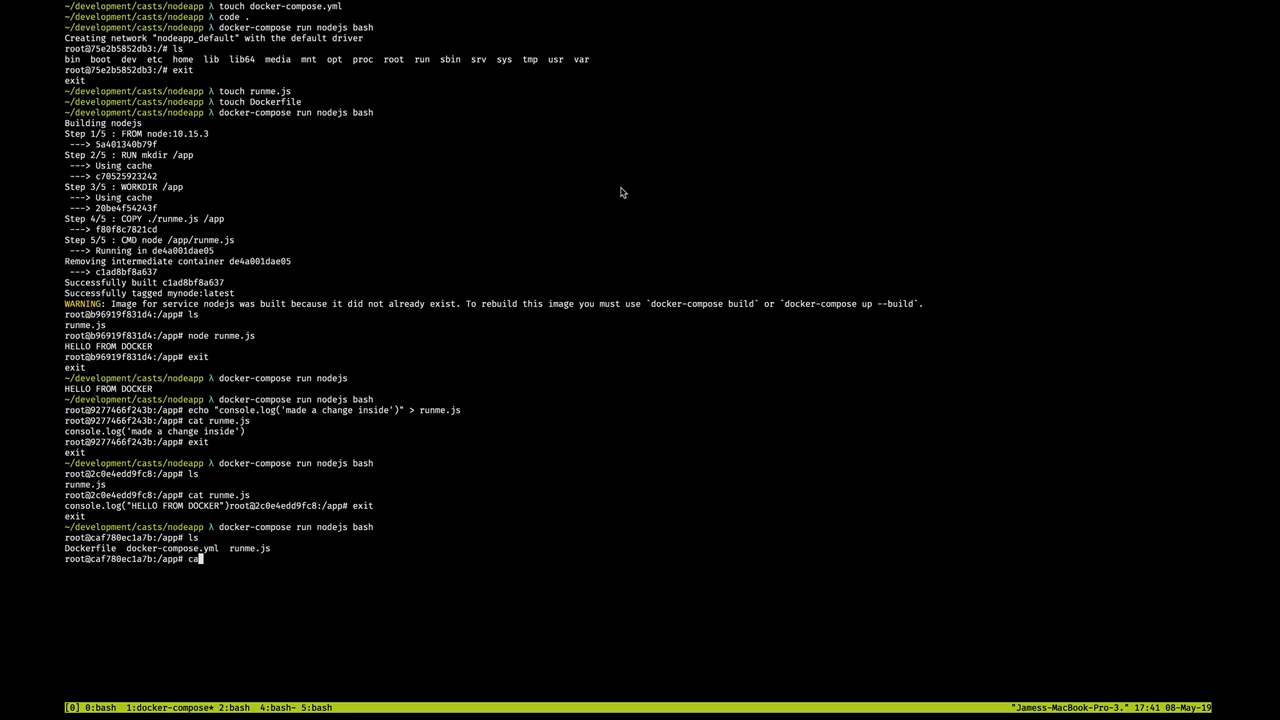 ~/development/casts/nodeapp λ touch docker-compose.yml
~/development/casts/nodeapp λ code .
~/development/casts/nodeapp λ docker-compose run nodejs bash
Creating network "nodeapp_default" with the default driver
root@75e2b5852db3:/# ls
bin  boot  dev  etc  home  lib  lib64  media  mnt  opt  proc  root  run  sbin  srv  sys  tmp  usr  var
root@75e2b5852db3:/# exit
exit
~/development/casts/nodeapp λ touch runme.js
~/development/casts/nodeapp λ touch Dockerfile
~/development/casts/nodeapp λ docker-compose run nodejs bash
Building nodejs
Step 1/5 : FROM node:10.15.3
 ---> 5a401340b79f
Step 2/5 : RUN mkdir /app
 ---> Using cache
 ---> c70525923242
Step 3/5 : WORKDIR /app
 ---> Using cache
 ---> 20be4f54243f
Step 4/5 : COPY ./runme.js /app
 ---> f80f8c7821cd
Step 5/5 : CMD node /app/runme.js
 ---> Running in de4a001dae05
Removing intermediate container de4a001dae05
 ---> c1ad8bf8a637
Successfully built c1ad8bf8a637
Successfully tagged mynode:latest
WARNING: Image for service nodejs was built because it did not already exist. To rebuild this image you must use `docker-compose build` or `docker-compose up --build`.
root@b96919f831d4:/app# ls
runme.js
root@b96919f831d4:/app# node runme.js
HELLO FROM DOCKER
root@b96919f831d4:/app# exit
exit
~/development/casts/nodeapp λ docker-compose run nodejs
HELLO FROM DOCKER
~/development/casts/nodeapp λ docker-compose run nodejs bash
root@9277466f243b:/app# echo "console.log('made a change inside')" > runme.js
root@9277466f243b:/app# cat runme.js
console.log('made a change inside')
root@9277466f243b:/app# exit
exit
~/development/casts/nodeapp λ docker-compose run nodejs bash
root@2c0e4edd9fc8:/app# ls
runme.js
root@2c0e4edd9fc8:/app# cat runme.js
console.log("HELLO FROM DOCKER")root@2c0e4edd9fc8:/app# exit
exit
~/development/casts/nodeapp λ docker-compose run nodejs bash
root@caf780ec1a7b:/app# ls
Dockerfile  docker-compose.yml  runme.js
root@caf780ec1a7b:/app# ca
[0] 0:bash  1:docker-compose* 2:bash  4:bash- 5:bash "Jamess-MacBook-Pro-3." 17:41 08-May-19